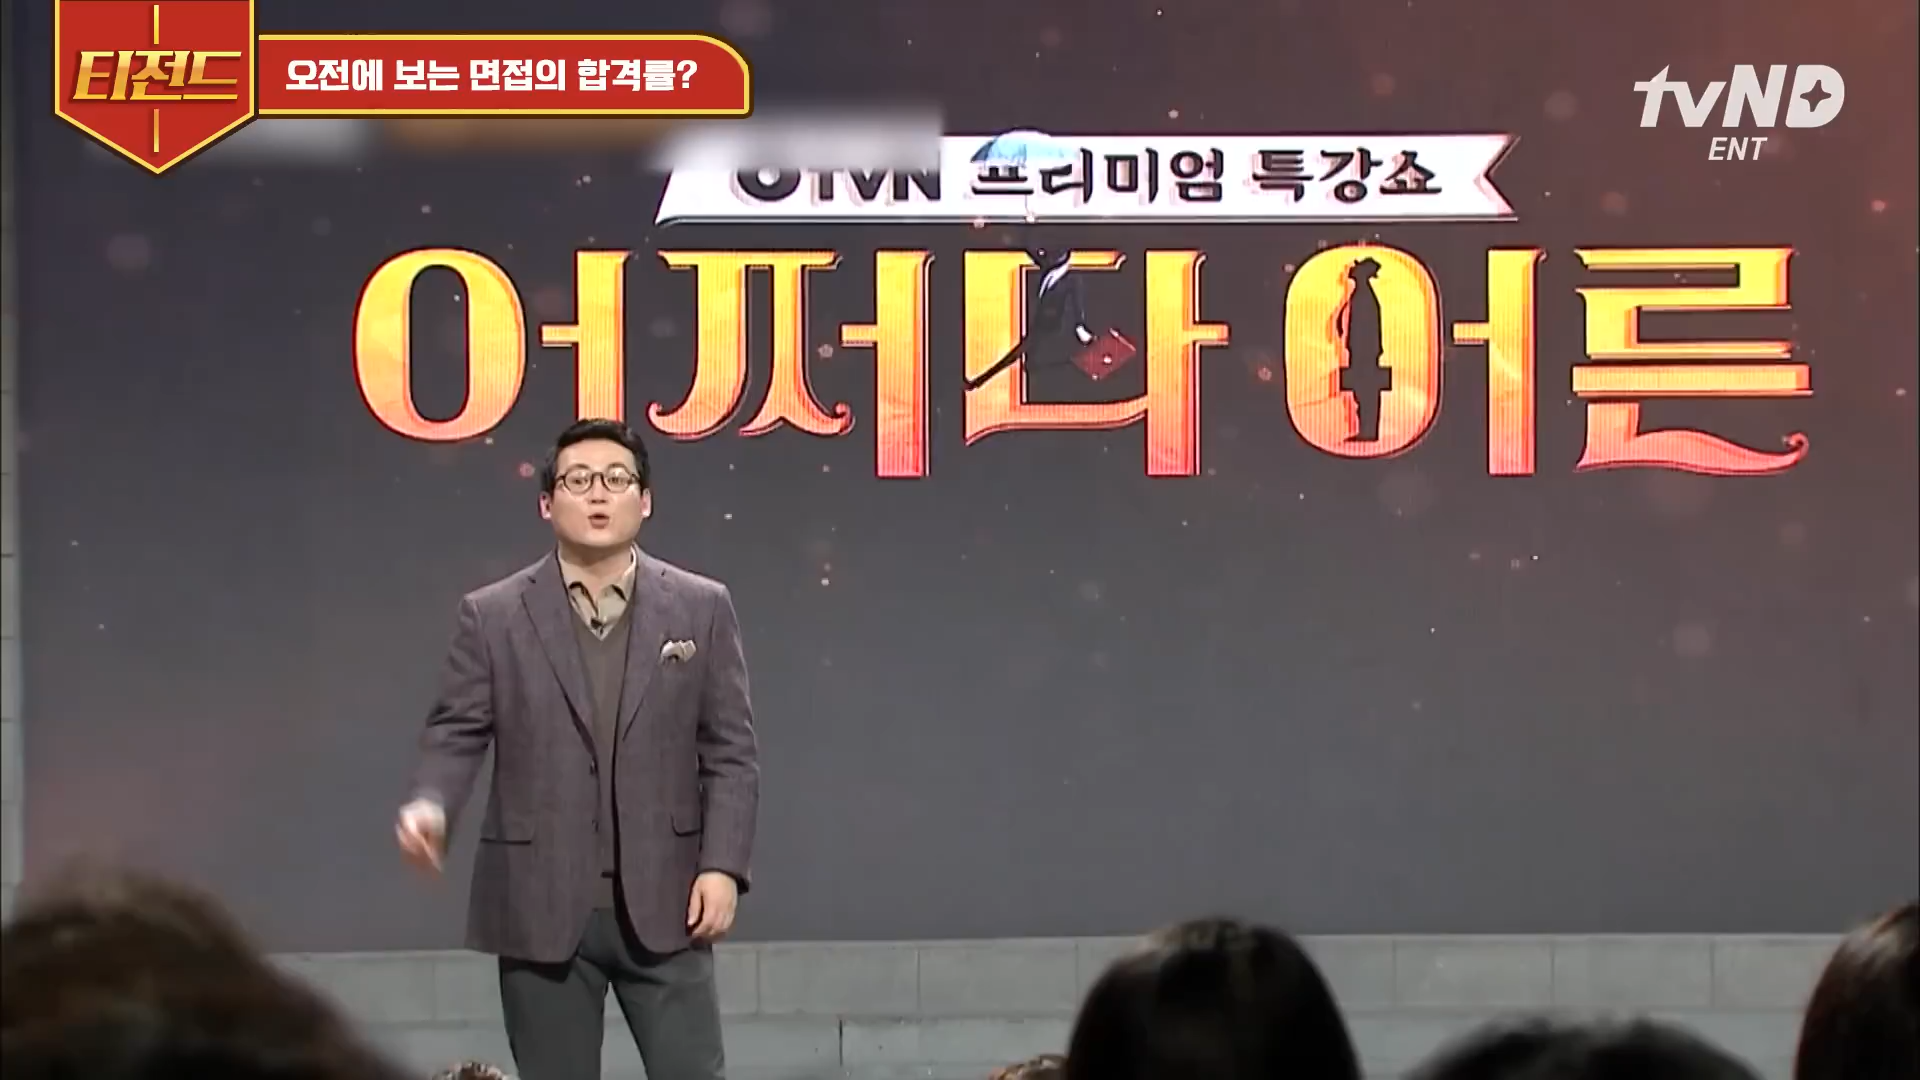 티전드
오전에 보는 면접의 합격률?
tvND
ENT
OtvN 프리미엄 특강쇼
어쩌다 어른